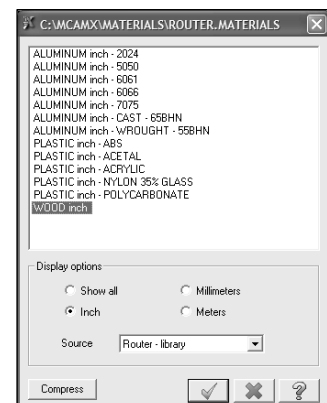 C:\MCAMX\MATERIALS\ROUTER.MATERIALS
ALUMINUM inch - 2024
ALUMINUM inch - 5050
ALUMINUM inch - 6061
ALUMINUM inch - 6066
ALUMINUM inch - 7075
ALUMINUM inch - CAST - 65BHN
ALUMINUM inch - WROUGHT - 55BHN
PLASTIC inch - ABS
PLASTIC inch - ACETAL
PLASTIC inch - ACRYLIC
PLASTIC inch - NYLON 35% GLASS
PLASTIC inch - POLYCARBONATE
WOOD inch
Display options
Show all Millimeters
Inch Meters
Source Router - library
Compress ?